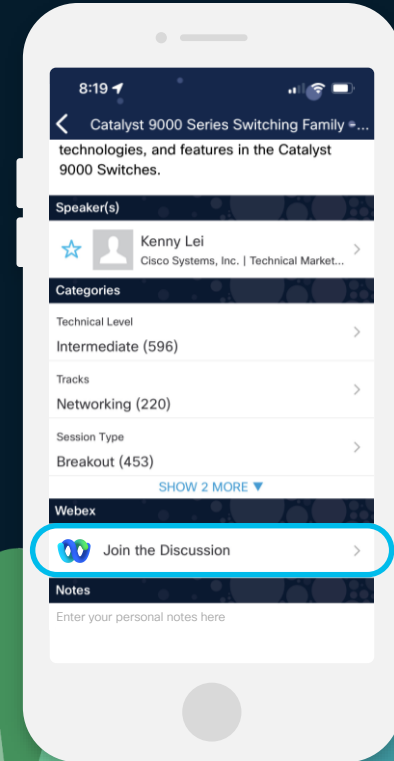 8:19
Catalyst 9000 Series Switching Family -...
technologies, and features in the Catalyst
9000 Switches.
Speaker(s)
Kenny Lei
Cisco Systems, Inc. | Technical Market...
Categories
Technical Level
Intermediate (596)
Tracks
Networking (220)
Session Type
Breakout (453)
SHOW 2 MORE ▼
Webex
Join the Discussion
Notes
Enter your personal notes here